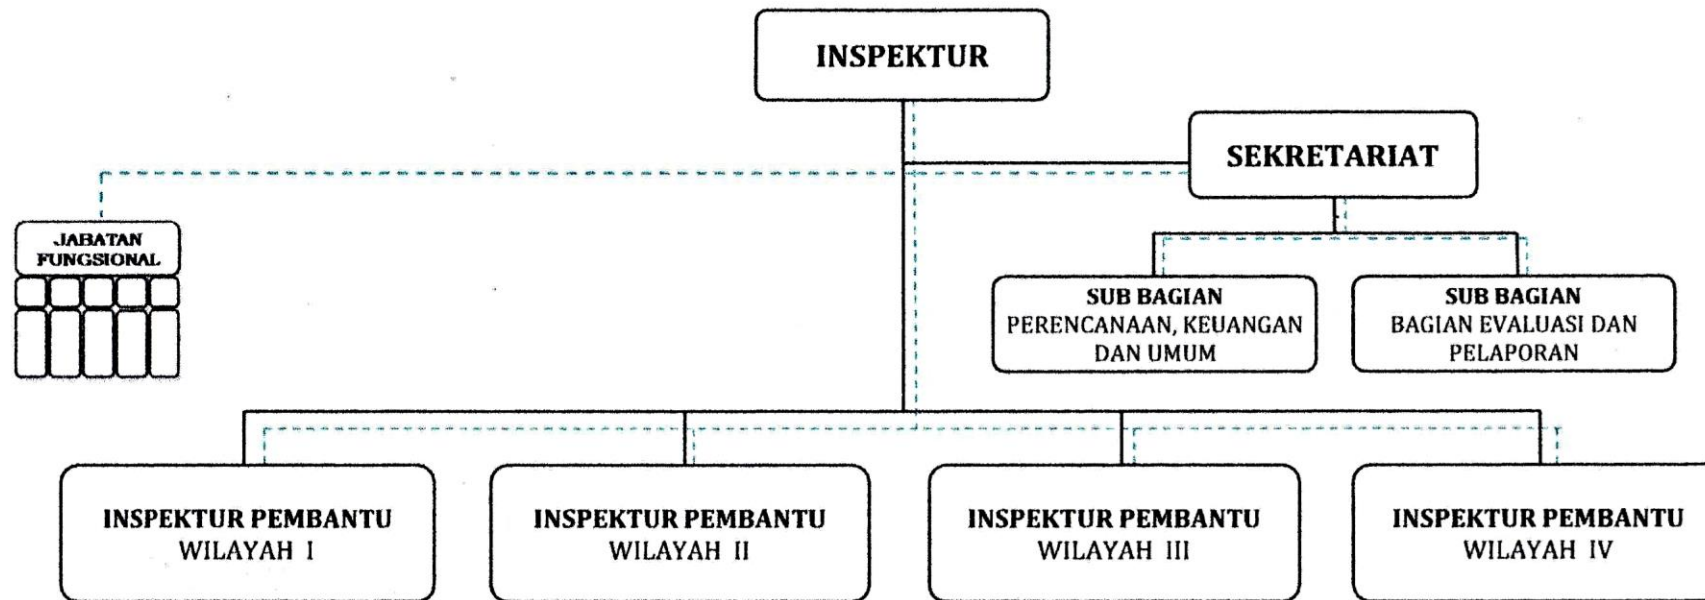 INSPEKTUR
SEKRETARIAT
JABATAN
FUNGSIONAL
SUB BAGIAN
PERENCANAAN, KEUANGAN
DAN UMUM
SUB BAGIAN
BAGIAN EVALUASI DAN
PELAPORAN
INSPEKTUR PEMBANTU
WILAYAH I
INSPEKTUR PEMBANTU
WILAYAH II
INSPEKTUR PEMBANTU
WILAYAH III
INSPEKTUR PEMBANTU
WILAYAH IV